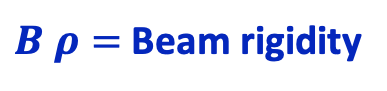 B ρ = Beam rigidity